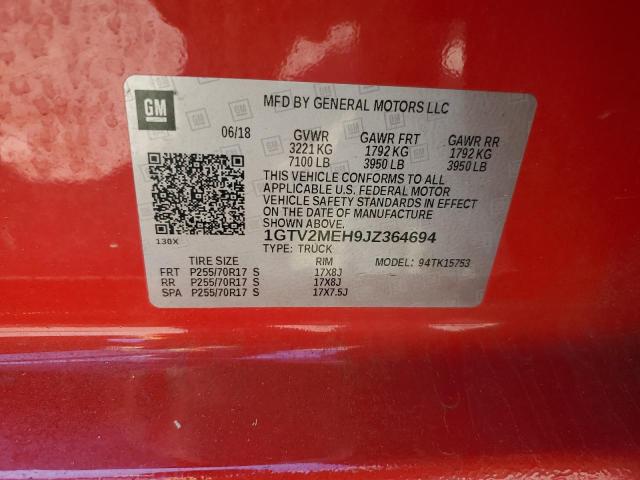 GM
MFD BY GENERAL MOTORS LLC
06/18
GVWR GAWR FRT GAWR RR
3221 KG 1792 KG 1792 KG
7100 LB 3950 LB 3950 LB
THIS VEHICLE CONFORMS TO ALL
APPLICABLE U.S. FEDERAL MOTOR
VEHICLE SAFETY STANDARDS IN EFFECT
ON THE DATE OF MANUFACTURE
SHOWN ABOVE.
1GTV2MEH9JZ364694
130X
TYPE: TRUCK
TIRE SIZE RIM MODEL: 94TK15753
FRT P255/70R17 S 17X8J
RR P255/70R17 S 17X8J
SPA P255/70R17 S 17X7.5J